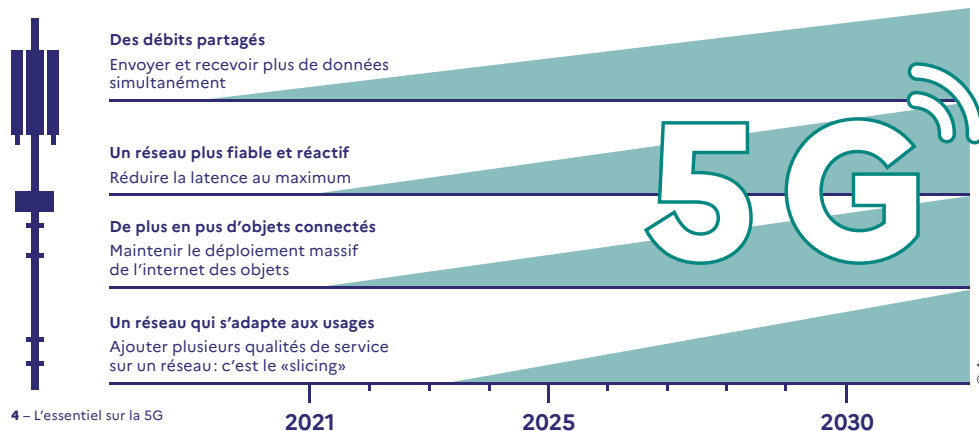 Des débits partagés
Envoyer et recevoir plus de données
simultanément
Un réseau plus fiable et réactif
Réduire la latence au maximum
De plus en pus d’objets connectés
Maintenir le déploiement massif
de l’internet des objets
Un réseau qui s’adapte aux usages
Ajouter plusieurs qualités de service
sur un réseau : c’est le «slicing»
5G
2021 2025 2030
4 – L’essentiel sur la 5G